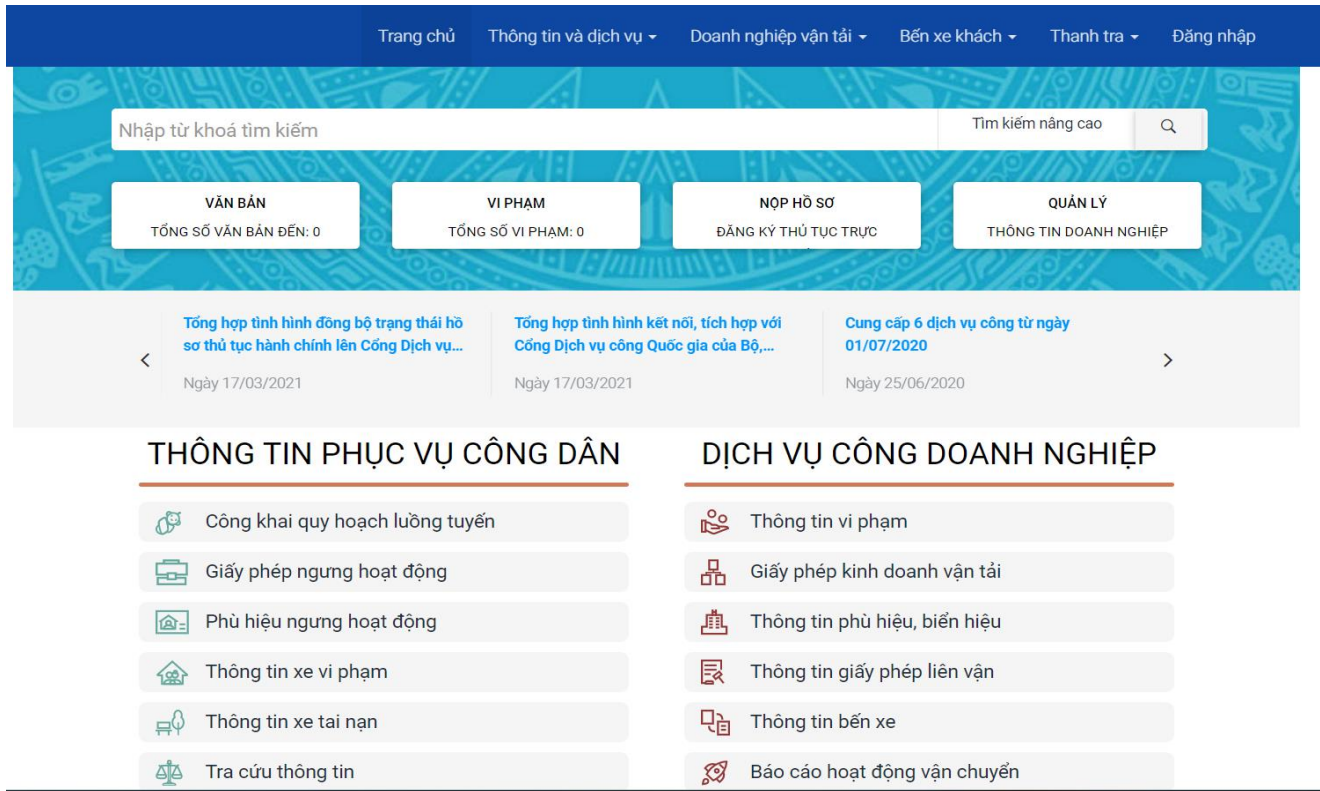 Trang chủ Thông tin và dịch vụ Doanh nghiệp vận tải Bến xe khách Thanh tra Đăng nhập
Nhập từ khoá tìm kiếm Tìm kiếm nâng cao
VĂN BẢN
TỔNG SỐ VĂN BẢN ĐẾN: 0
VI PHẠM
TỔNG SỐ VI PHẠM: 0
NỘP HỒ SƠ
ĐĂNG KÝ THỦ TỤC TRỰC
QUẢN LÝ
THÔNG TIN DOANH NGHIỆP
Tổng hợp tình hình đồng bộ trạng thái hồ
sơ thủ tục hành chính lên Cổng Dịch vụ...
Ngày 17/03/2021
Tổng hợp tình hình kết nối, tích hợp với
Cổng Dịch vụ công Quốc gia của Bộ,...
Ngày 17/03/2021
Cung cấp 6 dịch vụ công từ ngày
01/07/2020
Ngày 25/06/2020
THÔNG TIN PHỤC VỤ CÔNG DÂN
Công khai quy hoạch luồng tuyến
Giấy phép ngưng hoạt động
Phù hiệu ngưng hoạt động
Thông tin xe vi phạm
Thông tin xe tai nạn
Tra cứu thông tin
DỊCH VỤ CÔNG DOANH NGHIỆP
Thông tin vi phạm
Giấy phép kinh doanh vận tải
Thông tin phù hiệu, biển hiệu
Thông tin giấy phép liên vận
Thông tin bến xe
Báo cáo hoạt động vận chuyển